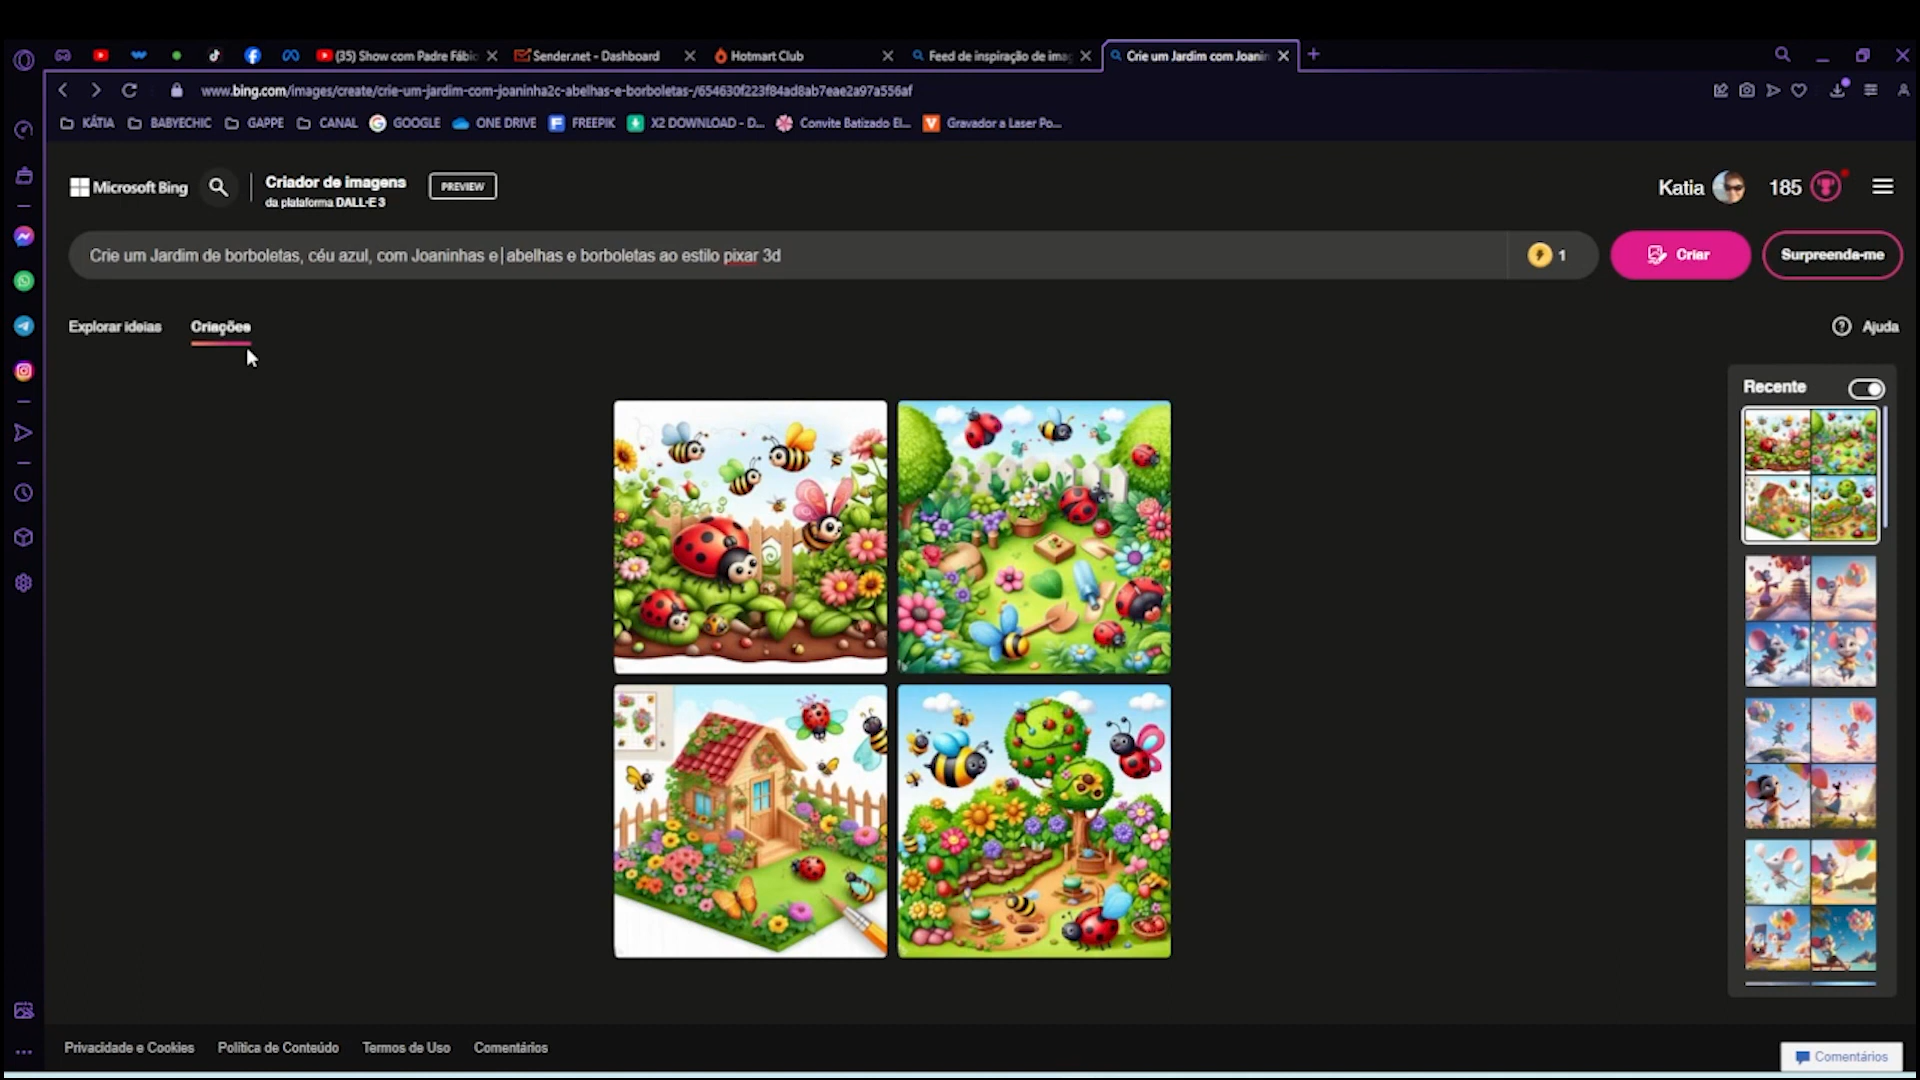 (35) Show com Padre Fábio
Sender.net - Dashboard
Hotmart Club
Feed de inspiração de ima
Crie um Jardim com Joanin
www.bing.com/images/create/crie-um-jardim-com-joaninha2c-abelhas-e-borboletas-/654630f223f84ad8ab7eae2a97a556af
KÁTIA
BABYECHIC
GAPPE
CANAL
GOOGLE
ONE DRIVE
FREEPIK
X2 DOWNLOAD - D...
Convite Batizado El...
Gravador a Laser Po...
Microsoft Bing
Criador de imagens
da plataforma DALL·E 3
PREVIEW
Katia
185
Crie um Jardim de borboletas, céu azul, com Joaninhas e abelhas e borboletas ao estilo pixar 3d
1
Criar
Surpreenda-me
Explorar ideias
Criações
Ajuda
Recente
Privacidade e Cookies
Política de Conteúdo
Termos de Uso
Comentários
Comentários